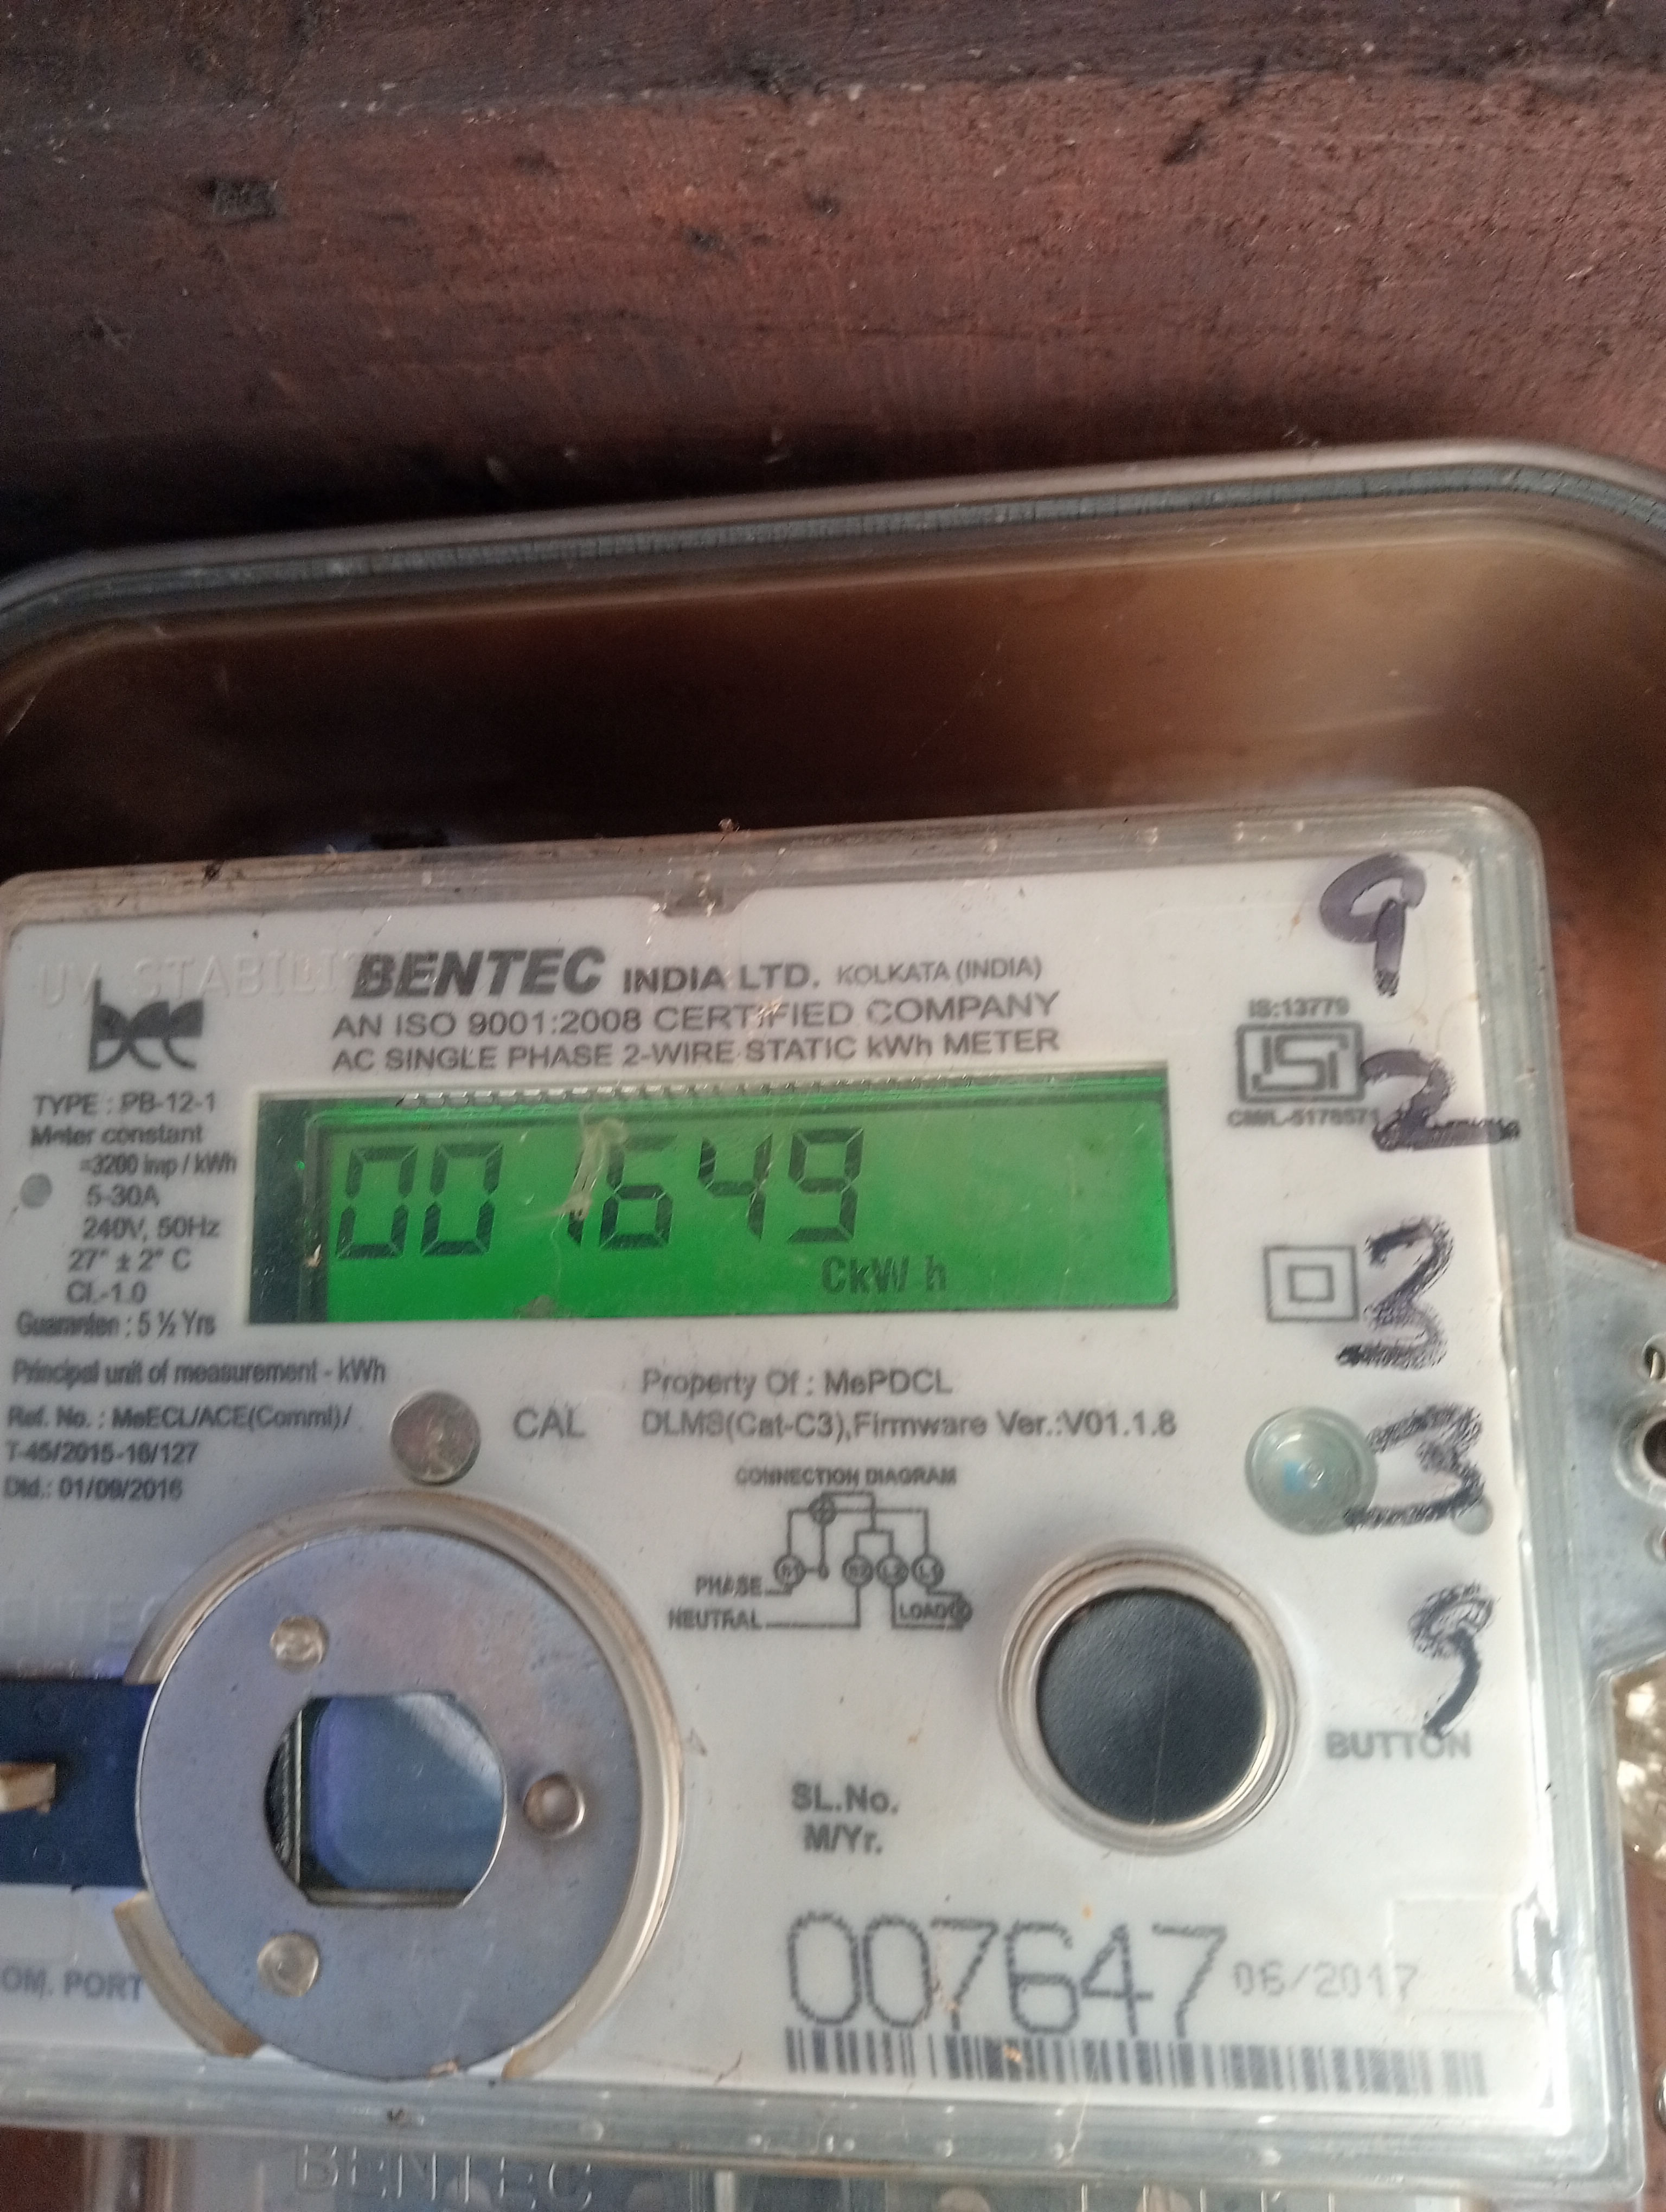 UV STABILI
BENTEC INDIA LTD. KOLKATA (INDIA)
AN ISO 9001:2008 CERTIFIED COMPANY
AC SINGLE PHASE 2-WIRE STATIC kWh METER
TYPE : PB-12-1
Meter constant
=3200 imp / kWh
5-30A
240V, 50Hz
27° ± 2° C
CL-1.0
Guarantee : 5 ½ Yrs
001649
CkW h
IS:13779
ISI
CM/L-5178571
9
2
3
3
9
Principal unit of measurement - kWh
Ref. No. : MeECL/ACE(Comml)/
T-45/2015-16/127
Dtd.: 01/09/2016
CAL
Property Of : MePDCL
DLMS(Cat-C3),Firmware Ver.:V01.1.8
CONNECTION DIAGRAM
PHASE
NEUTRAL
LOAD
BUTTON
SL.No.
M/Yr.
007647 06/2017
OM. PORT
BENTEC